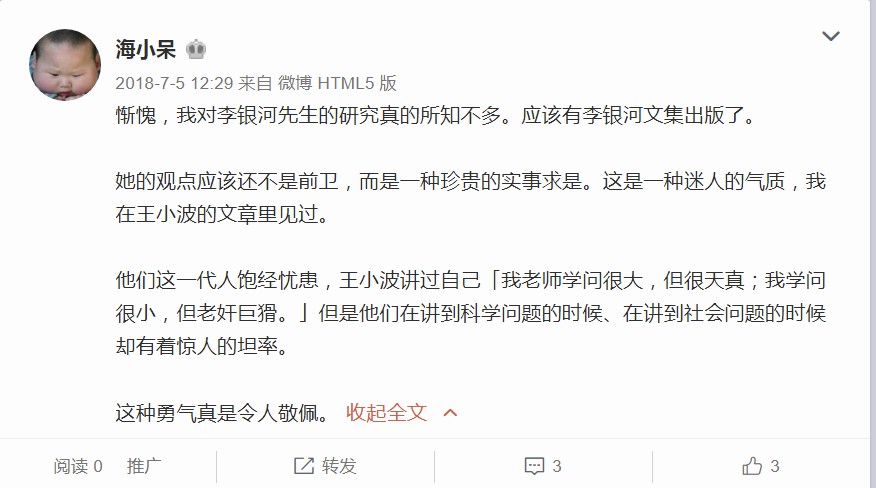 海小呆
2018-7-5 12:29 来自 微博 HTML5 版
惭愧，我对李银河先生的研究真的所知不多。应该有李银河文集出版了。
她的观点应该还不是前卫，而是一种珍贵的实事求是。这是一种迷人的气质，我
在王小波的文章里见过。
他们这一代人饱经忧患，王小波讲过自己「我老师学问很大，但很天真；我学问
很小，但老奸巨猾。」但是他们在讲到科学问题的时候、在讲到社会问题的时候
却有着惊人的坦率。
这种勇气真是令人敬佩。 收起全文
阅读 0 推广 转发 3 3